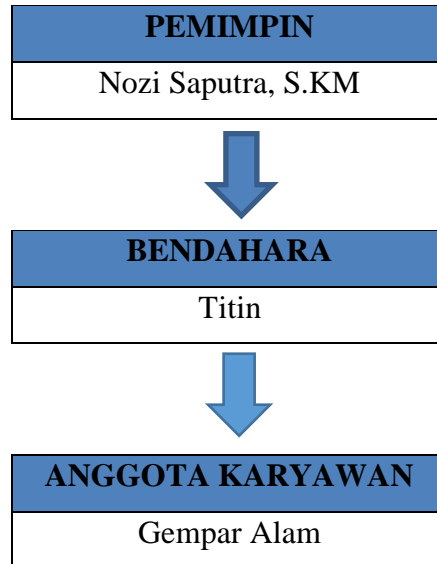 PEMIMPIN
Nozi Saputra, S.KM
BENDAHARA
Titin
ANGGOTA KARYAWAN
Gempar Alam